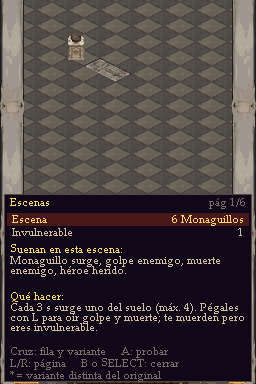 Escenas pág 1/6
Escena 6 Monaguillos
Invulnerable 1
Suenan en esta escena:
Monaguillo surge, golpe enemigo, muerte
enemigo, héroe herido.
Qué hacer:
Cada 3 s surge uno del suelo (máx. 4). Pégales
con L para oír golpe y muerte; te muerden pero
eres invulnerable.
Cruz: fila y variante A: probar
L/R: página B o SELECT: cerrar
* = variante distinta del original